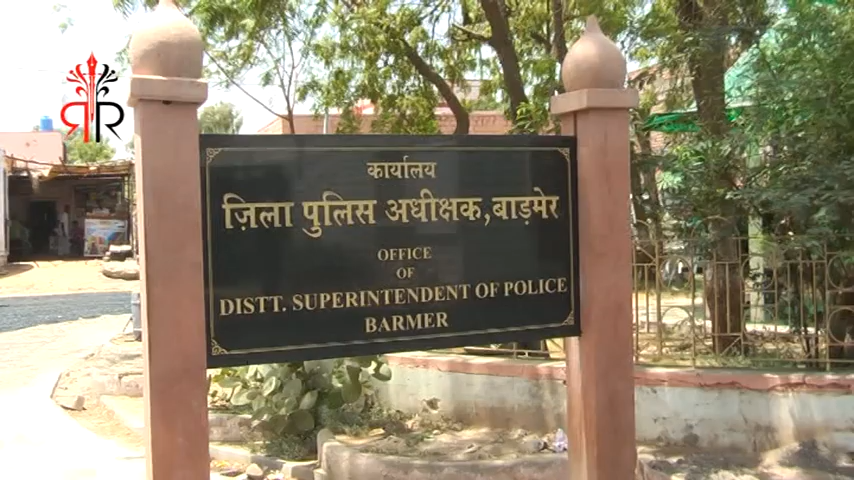 कार्यालय
ज़िला पुलिस अधीक्षक,बाड़मेर
OFFICE
OF
DISTT. SUPERINTENDENT OF POLICE
BARMER